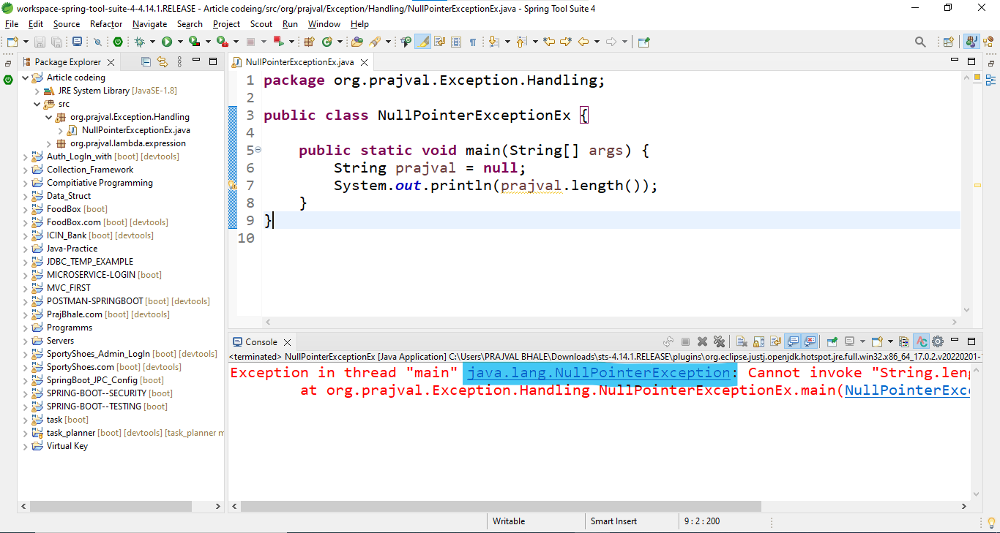 workspace-spring-tool-suite-4-4.14.1.RELEASE - Article codeing/src/org/prajval/Exception/Handling/NullPointerExceptionEx.java - Spring Tool Suite 4
File Edit Source Refactor Navigate Search Project Scout Run Window Help
Package Explorer
Article codeing
JRE System Library [JavaSE-1.8]
src
org.prajval.Exception.Handling
NullPointerExceptionEx.java
org.prajval.lambda.expression
Auth_LogIn_with [boot] [devtools]
Collection_Framework
Compitiative Programming
Data_Struct
FoodBox [boot]
FoodBox.com [boot] [devtools]
ICIN_Bank [boot] [devtools]
Java-Practice
JDBC_TEMP_EXAMPLE
MICROSERVICE-LOGIN [boot]
MVC_FIRST
POSTMAN-SPRINGBOOT [boot] [devtools]
PrajBhale.com [boot] [devtools]
Programms
Servers
SportyShoes_Admin_LogIn [boot] [devtools]
SportyShoes.com [boot] [devtools]
SpringBoot_JPC_Config [boot]
SPRING-BOOT--SECURITY [boot]
SPRING-BOOT--TESTING [boot]
task [boot]
task_planner [boot] [devtools] [task_planner m
Virtual Key
NullPointerExceptionEx.java
1 package org.prajval.Exception.Handling;
2
3 public class NullPointerExceptionEx {
4
5 public static void main(String[] args) {
6 String prajval = null;
7 System.out.println(prajval.length());
8 }
9 }
10
Console
<terminated> NullPointerExceptionEx [Java Application] C:\Users\PRAJVAL BHALE\Downloads\sts-4.14.1.RELEASE\plugins\org.eclipse.justj.openjdk.hotspot.jre.full.win32.x86_64_17.0.2.v20220201-
Exception in thread "main" java.lang.NullPointerException: Cannot invoke "String.leng
at org.prajval.Exception.Handling.NullPointerExceptionEx.main(NullPointerExce
Writable Smart Insert 9 : 2 : 200